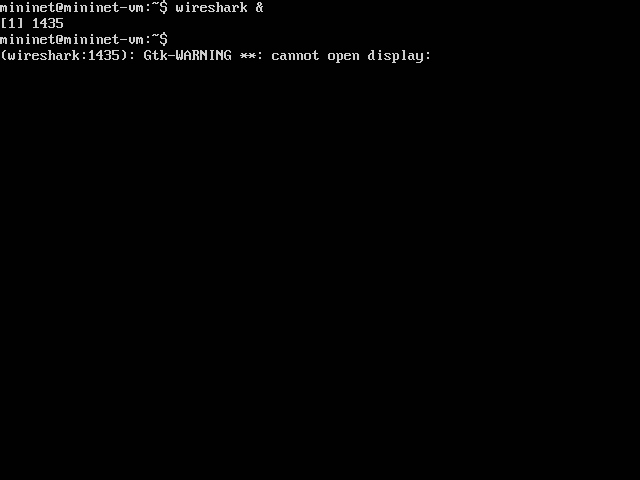 mininet@mininet-vm:~$ wireshark &
[1] 1435
mininet@mininet-vm:~$
(wireshark:1435): Gtk-WARNING **: cannot open display: